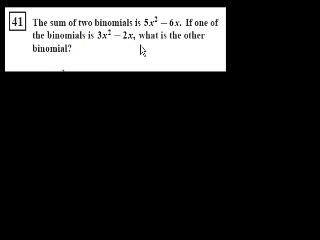 41 The sum of two binomials is 5x² − 6x. If one of
the binomials is 3x² − 2x, what is the other
binomial?